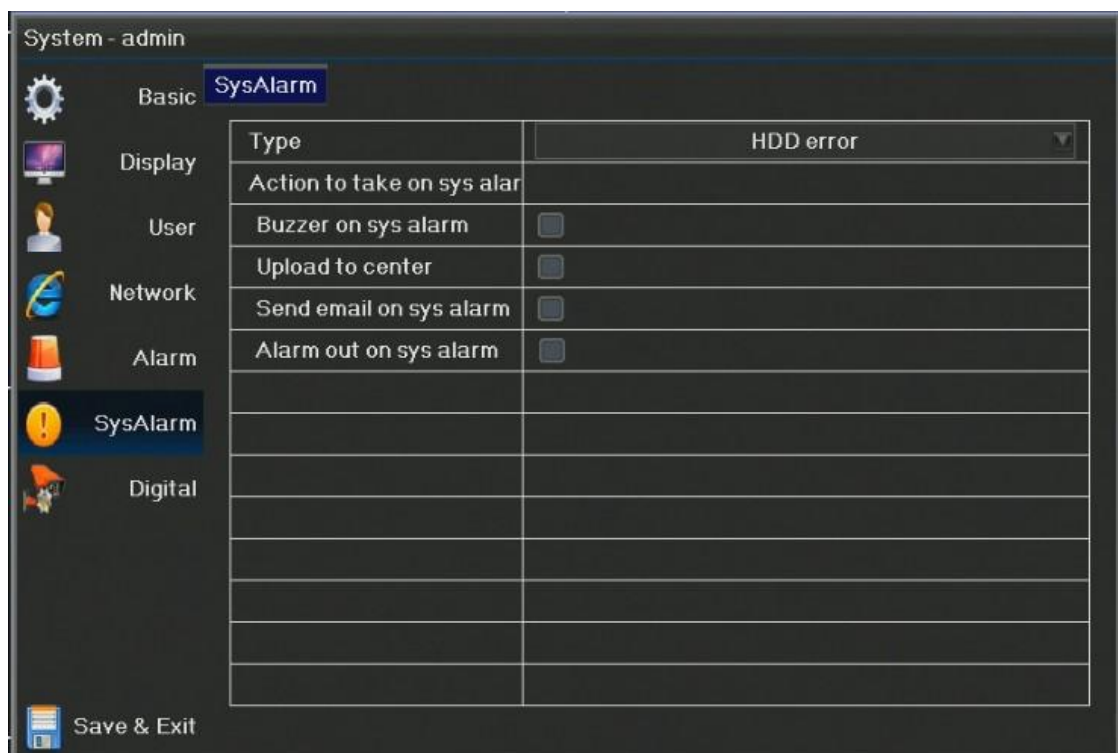 System - admin
Basic
Display
User
Network
Alarm
SysAlarm
Digital
Save & Exit
SysAlarm
Type HDD error
Action to take on sys alar
Buzzer on sys alarm
Upload to center
Send email on sys alarm
Alarm out on sys alarm